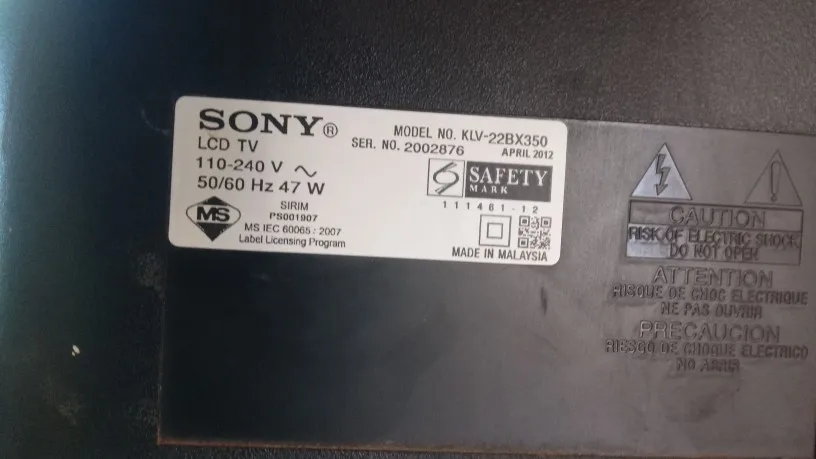 SONY®
LCD TV
110-240 V ~
50/60 Hz 47 W
MODEL NO. KLV-22BX350
SER. NO. 2002876
APRIL 2012
S SAFETY
MARK
111461-12
MS
SIRIM
PS001907
MS IEC 60065 : 2007
Label Licensing Program
MADE IN MALAYSIA
CAUTION
RISK OF ELECTRIC SHOCK
DO NOT OPEN
ATTENTION
RISQUE DE CHOC ELECTRIQUE
NE PAS OUVRIR
PRECAUCION
RIESGO DE CHOQUE ELECTRICO
NO ABRIR